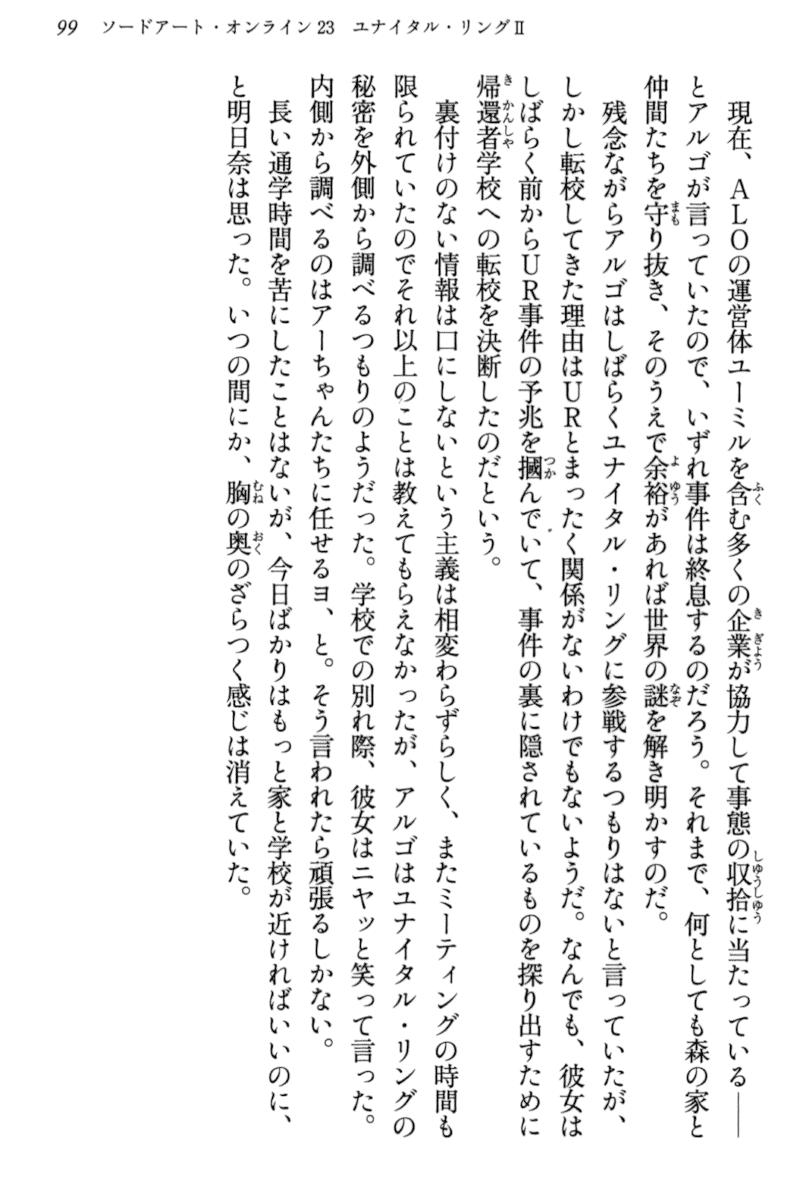 99 ソードアート・オンライン23 ユナイタル・リングⅡ
現在、ALOの運営体ユーミルを含む多くの企業が協力して事態の収拾に当たっている――
とアルゴが言っていたので、いずれ事件は終息するのだろう。それまで、何としても森の家と
仲間たちを守り抜き、そのうえで余裕があれば世界の謎を解き明かすのだ。
残念ながらアルゴはしばらくユナイタル・リングに参戦するつもりはないと言っていたが、
しかし転校してきた理由はURとまったく関係がないわけでもないようだ。なんでも、彼女は
しばらく前からUR事件の予兆を摑んでいて、事件の裏に隠されているものを探り出すために
帰還者学校への転校を決断したのだという。
裏付けのない情報は口にしないという主義は相変わらずらしく、またミーティングの時間も
限られていたのでそれ以上のことは教えてもらえなかったが、アルゴはユナイタル・リングの
秘密を外側から調べるつもりのようだった。学校での別れ際、彼女はニヤッと笑って言った。
内側から調べるのはアーちゃんたちに任せるヨ、と。そう言われたら頑張るしかない。
長い通学時間を苦にしたことはないが、今日ばかりはもっと家と学校が近ければいいのに、
と明日奈は思った。いつの間にか、胸の奥のざらつく感じは消えていた。